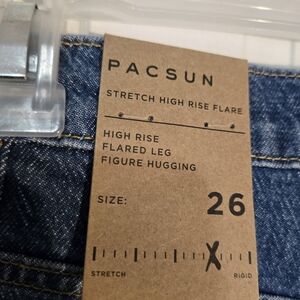 PACSUN
STRETCH HIGH RISE FLARE
HIGH RISE
FLARED LEG
FIGURE HUGGING
SIZE: 26
X
STRETCH RIGID